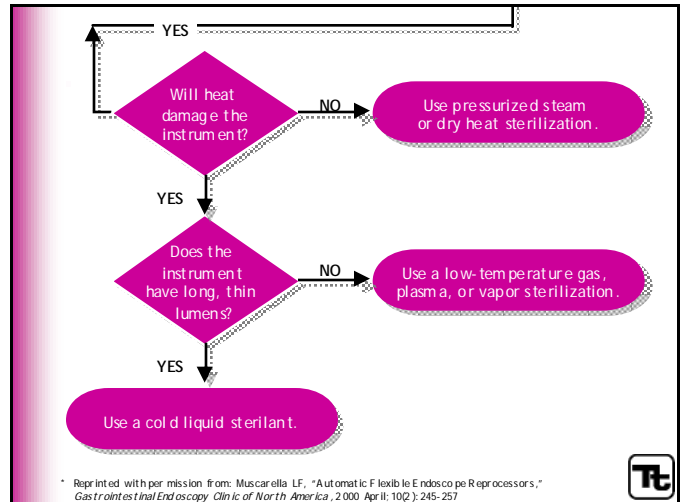 YES
Will heat
damage the
instrument?
NO
Use pressurized steam
or dry heat sterilization.
YES
Does the
instrument
have long, thin
lumens?
NO
Use a low-temperature gas,
plasma, or vapor sterilization.
YES
Use a cold liquid sterilant.
* Reprinted with permission from: Muscarella LF, "Automatic Flexible Endoscope Reprocessors,"
Gastrointestinal Endoscopy Clinic of North America, 2000 April; 10(2): 245-257
Tt